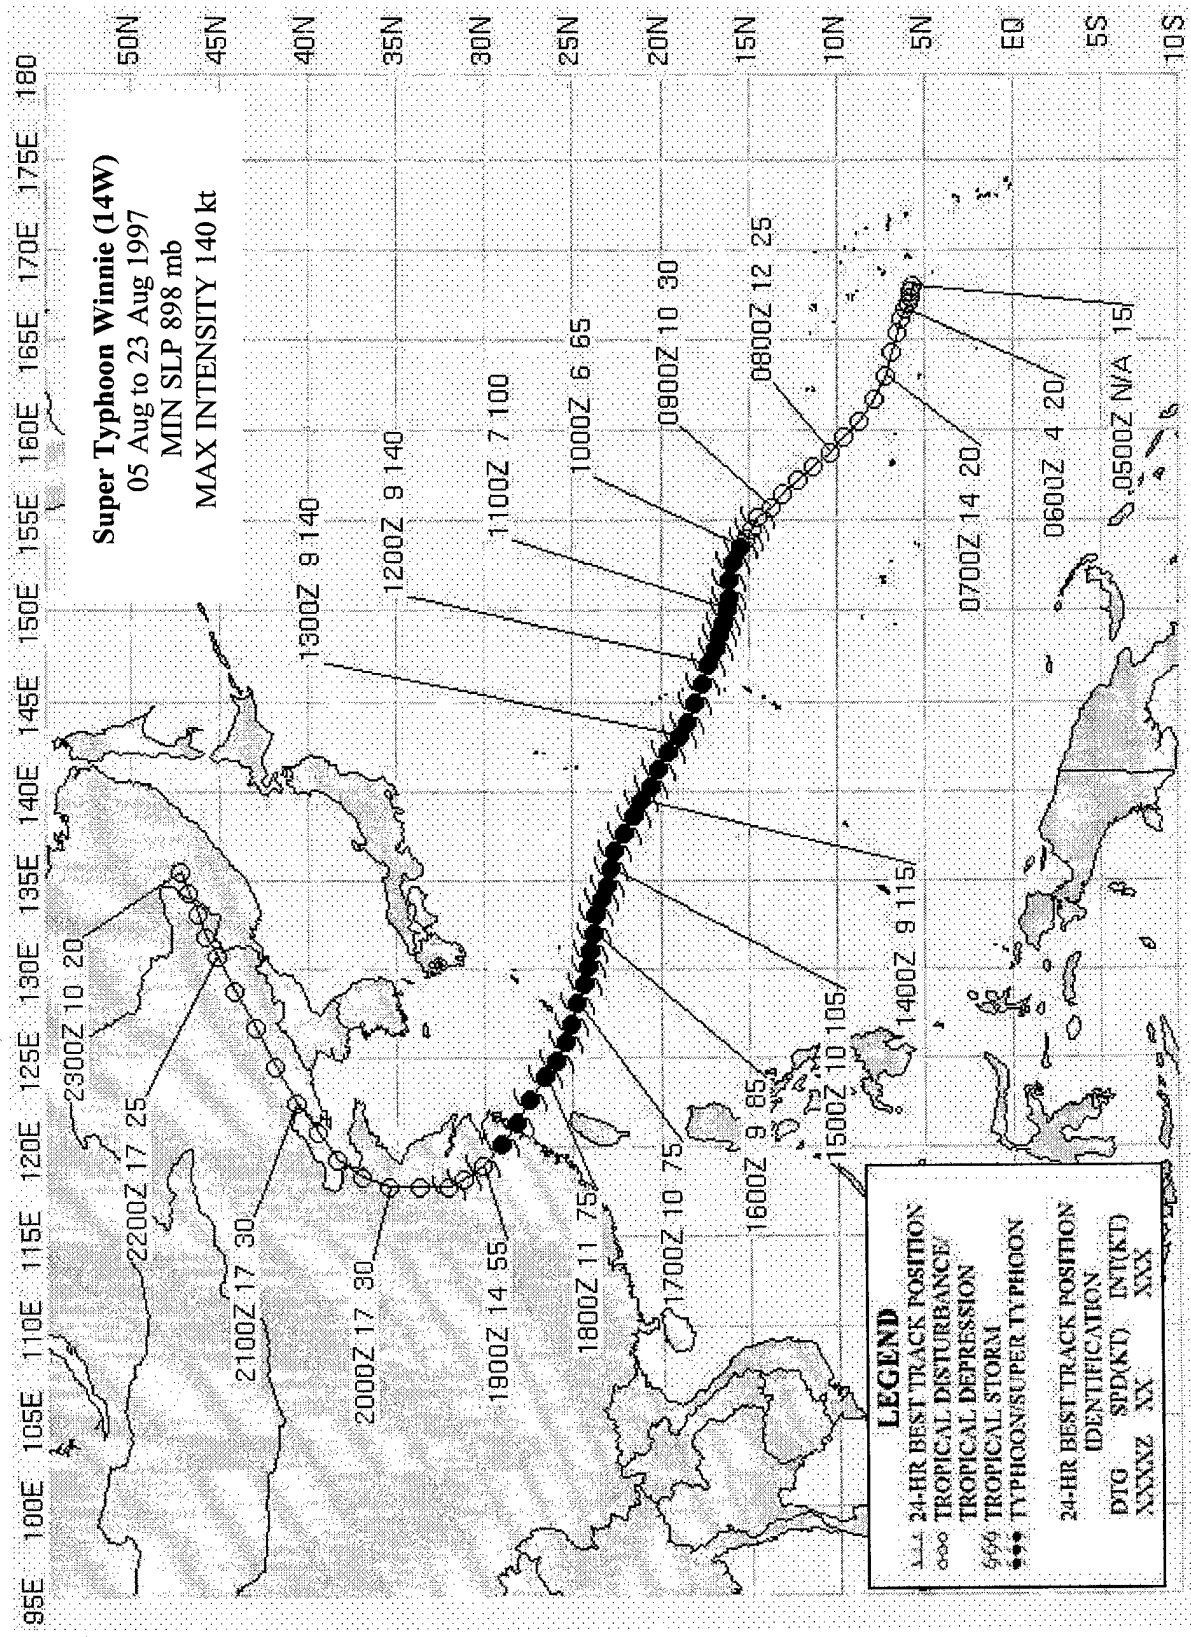 Super Typhoon Winnie (14W)
05 Aug to 23 Aug 1997
MIN SLP 898 mb
MAX INTENSITY 140 kt
95E 100E 105E 110E 115E 120E 125E 130E 135E 140E 145E 150E 155E 160E 165E 170E 175E 180
50N
45N
40N
35N
30N
25N
20N
15N
10N
5N
EQ
5S
10S
2300Z 10 20
2200Z 17 25
2100Z 17 30
2000Z 17 30
1900Z 14 55
1800Z 11 75
1700Z 10 75
1600Z 9 85
1500Z 10 105
1400Z 9 115
1300Z 9 140
1200Z 9 140
1100Z 7 100
1000Z 6 65
0900Z 10 30
0800Z 12 25
0700Z 14 20
0600Z 4 20
0500Z N/A 15
LEGEND
24-HR BEST TRACK POSITION
TROPICAL DISTURBANCE/
TROPICAL DEPRESSION
TROPICAL STORM
TYPHOON/SUPER TYPHOON
24-HR BEST TRACK POSITION
IDENTIFICATION
DTG SPD(KT) INT(KT)
XXXXZ XX XXX